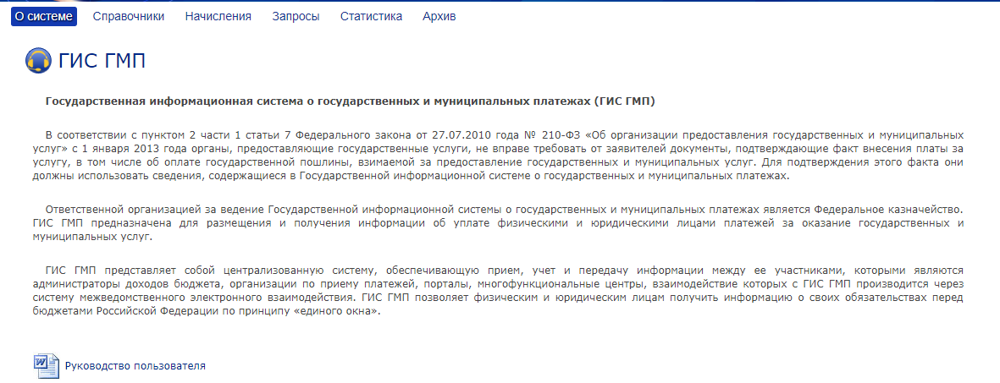 О системе Справочники Начисления Запросы Статистика Архив
ГИС ГМП
Государственная информационная система о государственных и муниципальных платежах (ГИС ГМП)
В соответствии с пунктом 2 части 1 статьи 7 Федерального закона от 27.07.2010 года № 210-ФЗ «Об организации предоставления государственных и муниципальных
услуг» с 1 января 2013 года органы, предоставляющие государственные услуги, не вправе требовать от заявителей документы, подтверждающие факт внесения платы за
услугу, в том числе об оплате государственной пошлины, взимаемой за предоставление государственных и муниципальных услуг. Для подтверждения этого факта они
должны использовать сведения, содержащиеся в Государственной информационной системе о государственных и муниципальных платежах.
Ответственной организацией за ведение Государственной информационной системы о государственных и муниципальных платежах является Федеральное казначейство.
ГИС ГМП предназначена для размещения и получения информации об уплате физическими и юридическими лицами платежей за оказание государственных и
муниципальных услуг.
ГИС ГМП представляет собой централизованную систему, обеспечивающую прием, учет и передачу информации между ее участниками, которыми являются
администраторы доходов бюджета, организации по приему платежей, порталы, многофункциональные центры, взаимодействие которых с ГИС ГМП производится через
систему межведомственного электронного взаимодействия. ГИС ГМП позволяет физическим и юридическим лицам получить информацию о своих обязательствах перед
бюджетами Российской Федерации по принципу «единого окна».
Руководство пользователя